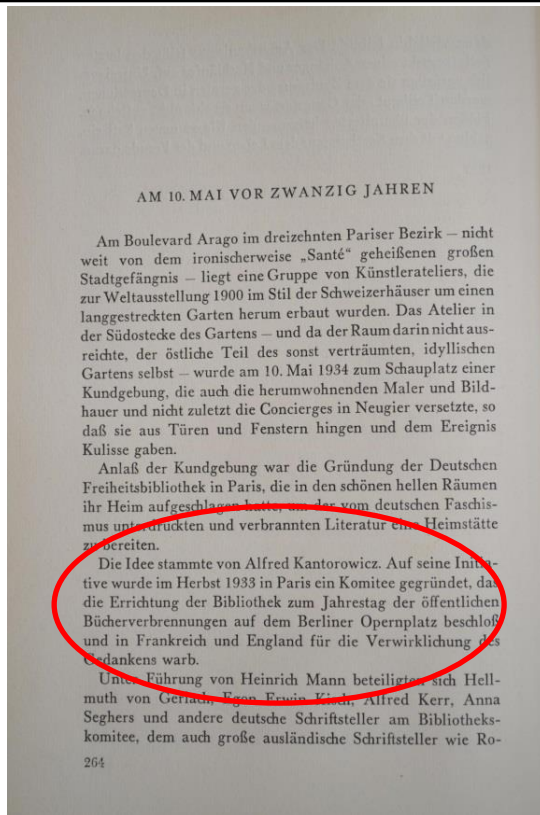 AM 10. MAI VOR ZWANZIG JAHREN
Am Boulevard Arago im dreizehnten Pariser Bezirk — nicht
weit von dem ironischerweise „Santé“ geheißenen großen
Stadtgefängnis — liegt eine Gruppe von Künstlerateliers, die
zur Weltausstellung 1900 im Stil der Schweizerhäuser um einen
langgestreckten Garten herum erbaut wurden. Das Atelier in
der Südostecke des Gartens — und da der Raum darin nicht aus-
reichte, der östliche Teil des sonst verträumten, idyllischen
Gartens selbst — wurde am 10. Mai 1934 zum Schauplatz einer
Kundgebung, die auch die herumwohnenden Maler und Bild-
hauer und nicht zuletzt die Concierges in Neugier versetzte, so
daß sie aus Türen und Fenstern hingen und dem Ereignis
Kulisse gaben.
Anlaß der Kundgebung war die Gründung der Deutschen
Freiheitsbibliothek in Paris, die in den schönen hellen Räumen
ihr Heim aufgeschlagen hatte, um der vom deutschen Faschis-
mus unterdruckten und verbrannten Literatur eine Heimstätte
zu bereiten.
Die Idee stammte von Alfred Kantorowicz. Auf seine Initia-
tive wurde im Herbst 1933 in Paris ein Komitee gegründet, das
die Errichtung der Bibliothek zum Jahrestag der öffentlichen
Bücherverbrennungen auf dem Berliner Opernplatz beschloß
und in Frankreich und England für die Verwirklichung des
Gedankens warb.
Unter Führung von Heinrich Mann beteiligten sich Hell-
muth von Gerlach, Egon Erwin Kisch, Alfred Kerr, Anna
Seghers und andere deutsche Schriftsteller am Bibliotheks-
komitee, dem auch große ausländische Schriftsteller wie Ro-
264